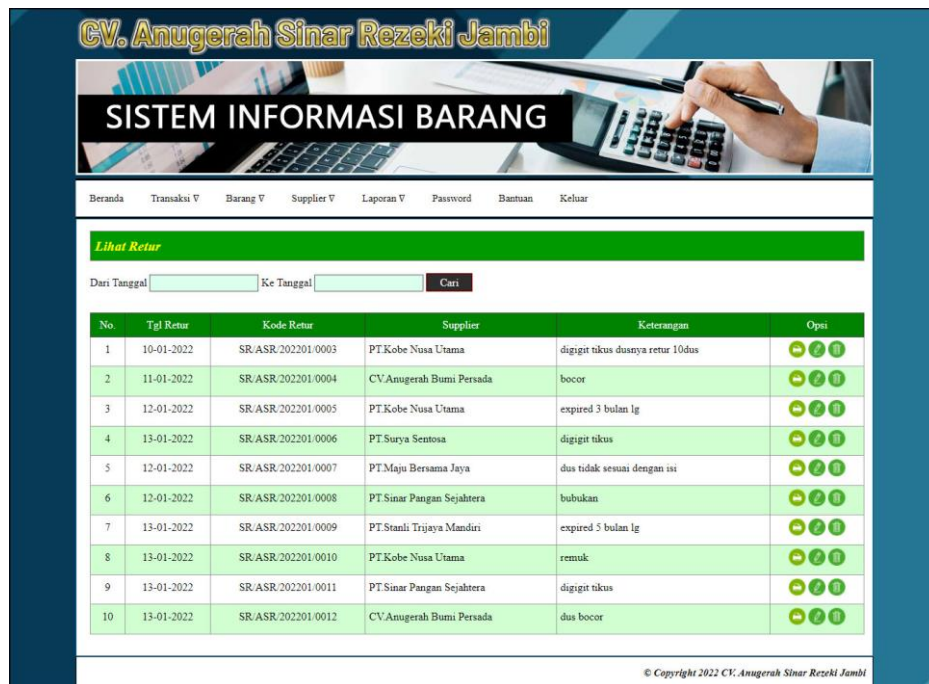 CV. Anugerah Sinar Rezeki Jambi
SISTEM INFORMASI BARANG
Beranda Transaksi ∇ Barang ∇ Supplier ∇ Laporan ∇ Password Bantuan Keluar
Lihat Retur
Dari Tanggal Ke Tanggal Cari
No. Tgl Retur Kode Retur Supplier Keterangan Opsi
1 10-01-2022 SR/ASR/202201/0003 PT.Kobe Nusa Utama digigit tikus dusnya retur 10dus
2 11-01-2022 SR/ASR/202201/0004 CV.Anugerah Bumi Persada bocor
3 12-01-2022 SR/ASR/202201/0005 PT.Kobe Nusa Utama expired 3 bulan lg
4 13-01-2022 SR/ASR/202201/0006 PT.Surya Sentosa digigit tikus
5 12-01-2022 SR/ASR/202201/0007 PT.Maju Bersama Jaya dus tidak sesuai dengan isi
6 12-01-2022 SR/ASR/202201/0008 PT.Sinar Pangan Sejahtera bubukan
7 13-01-2022 SR/ASR/202201/0009 PT.Stanli Trijaya Mandiri expired 5 bulan lg
8 13-01-2022 SR/ASR/202201/0010 PT.Kobe Nusa Utama remuk
9 13-01-2022 SR/ASR/202201/0011 PT.Sinar Pangan Sejahtera digigit tikus
10 13-01-2022 SR/ASR/202201/0012 CV.Anugerah Bumi Persada dus bocor
© Copyright 2022 CV. Anugerah Sinar Rezeki Jambi